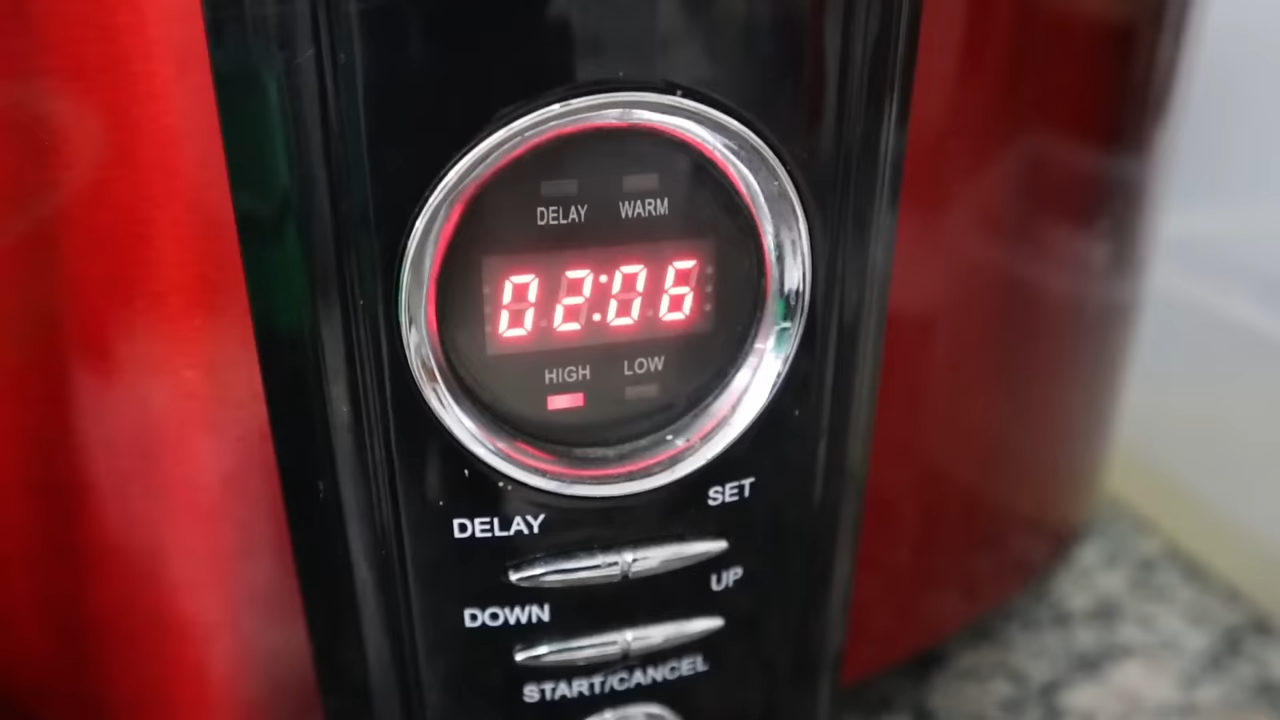 DELAY WARM
02:06
HIGH LOW
DELAY SET
DOWN UP
START/CANCEL